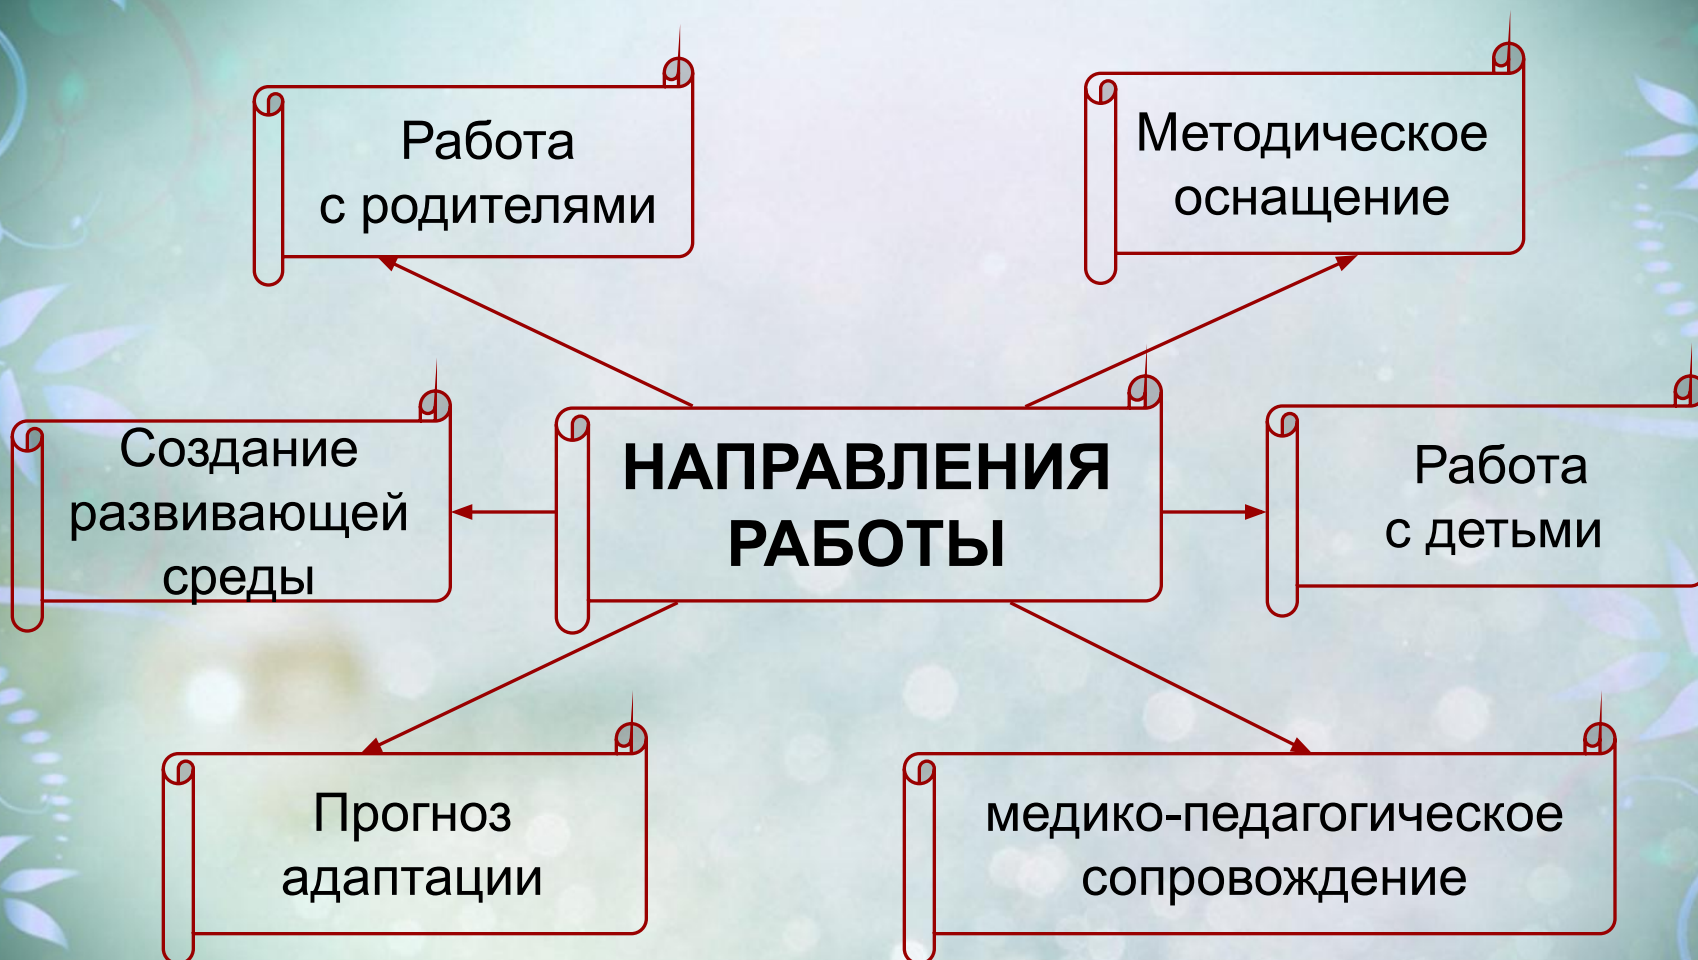 Работа
с родителями
Методическое
оснащение
Создание
развивающей
среды
НАПРАВЛЕНИЯ
РАБОТЫ
Работа
с детьми
Прогноз
адаптации
медико-педагогическое
сопровождение